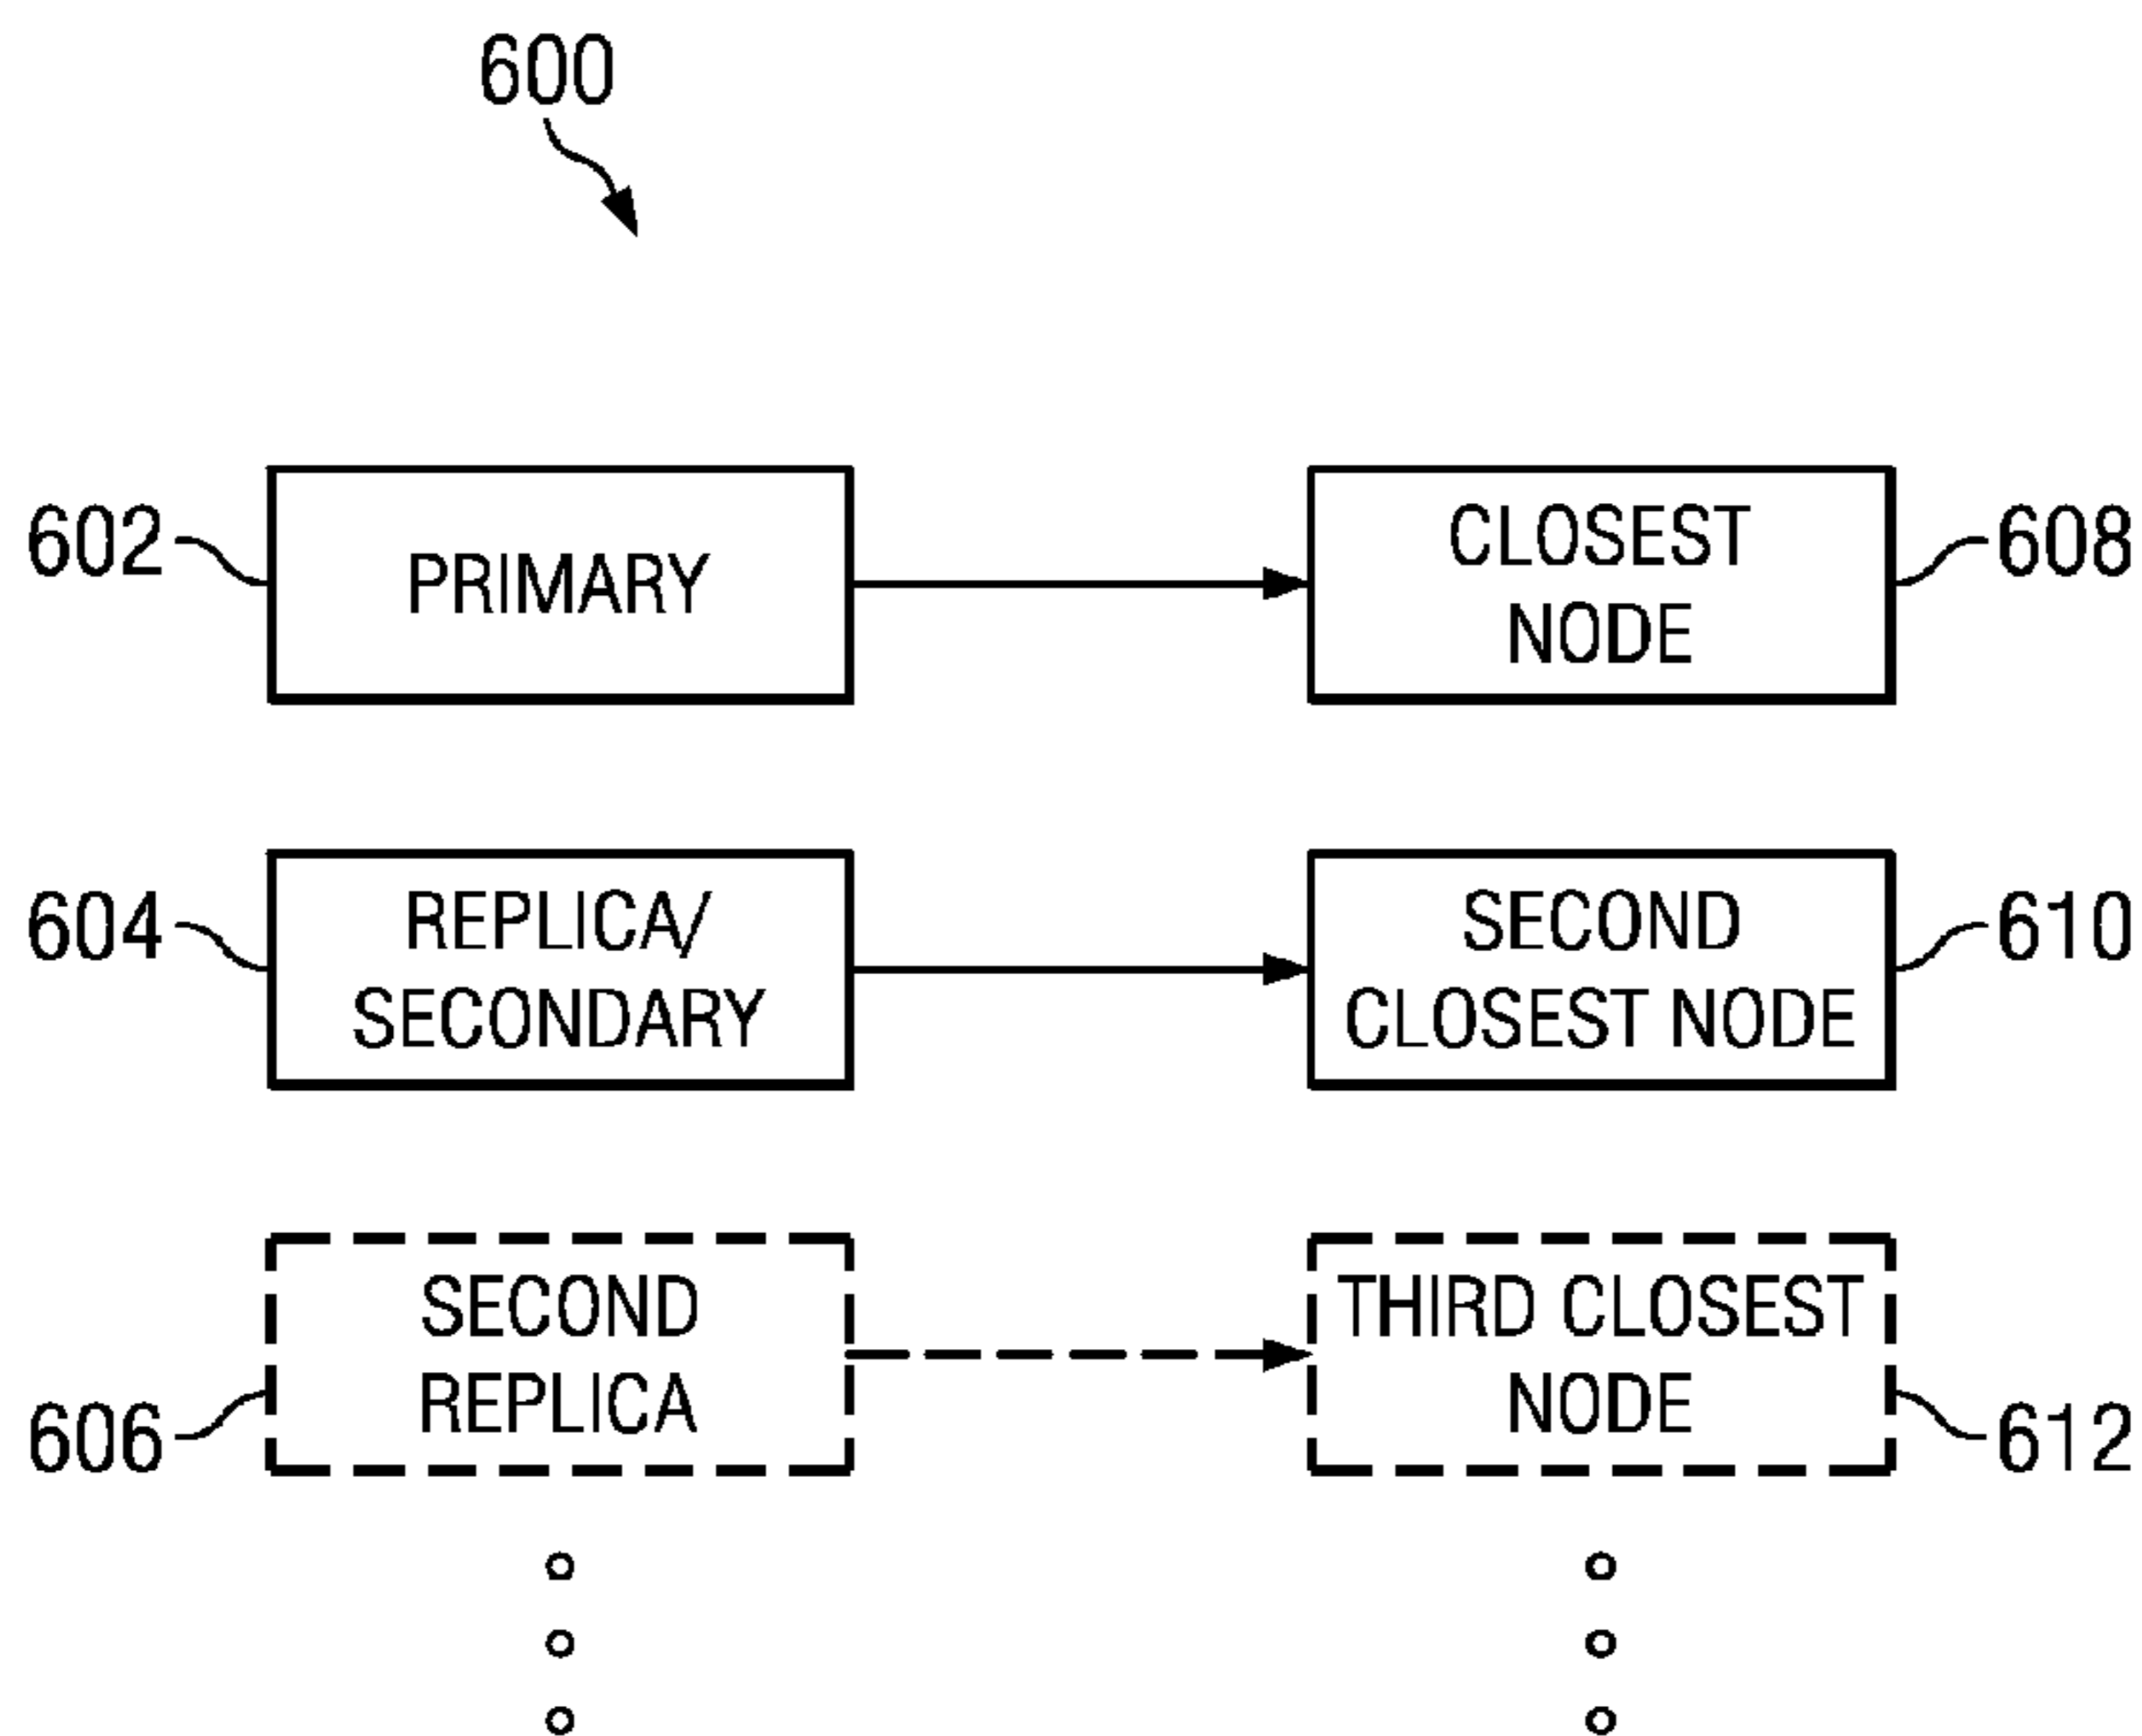 600
602
PRIMARY
CLOSEST
NODE
608
604
REPLICA/
SECONDARY
SECOND
CLOSEST NODE
610
606
SECOND
REPLICA
THIRD CLOSEST
NODE
612